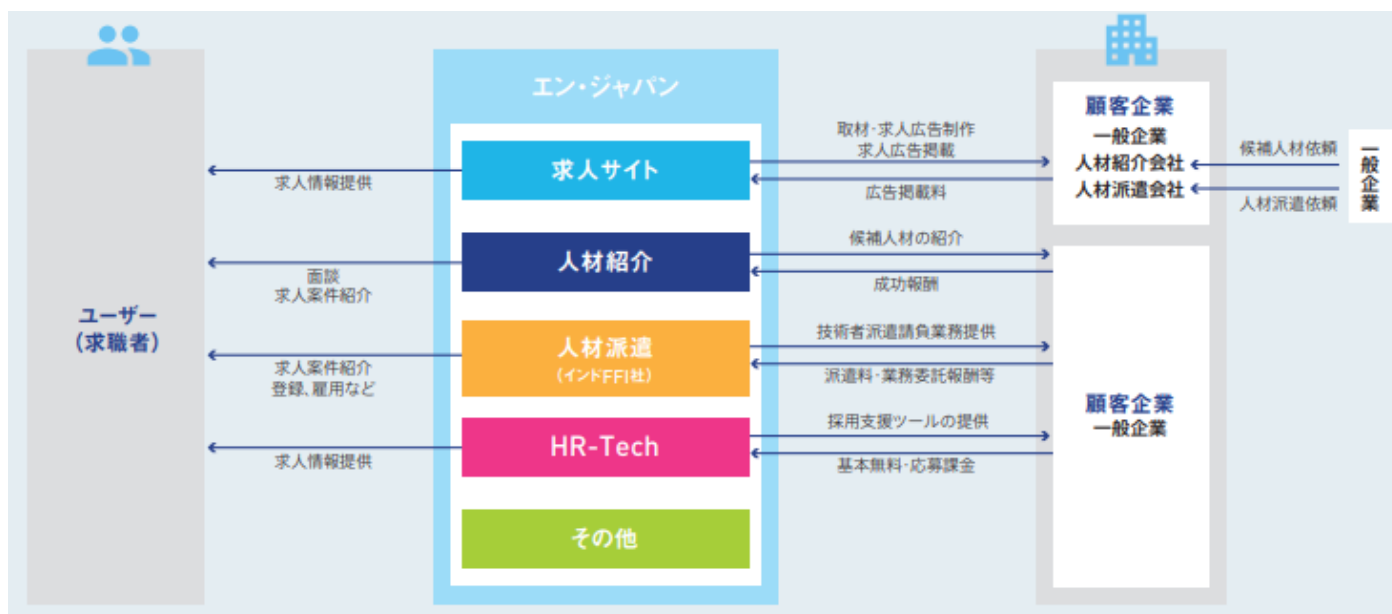 エン・ジャパン
ユーザー
(求職者)
求人情報提供
面談
求人案件紹介
求人案件紹介
登録、雇用など
求人情報提供
求人サイト
人材紹介
人材派遣
(インドFFI社)
HR-Tech
その他
取材・求人広告制作
求人広告掲載
広告掲載料
候補人材の紹介
成功報酬
技術者派遣請負業務提供
派遣料・業務委託報酬等
採用支援ツールの提供
基本無料・応募課金
顧客企業
一般企業
人材紹介会社
人材派遣会社
顧客企業
一般企業
候補人材依頼
人材派遣依頼
一般企業